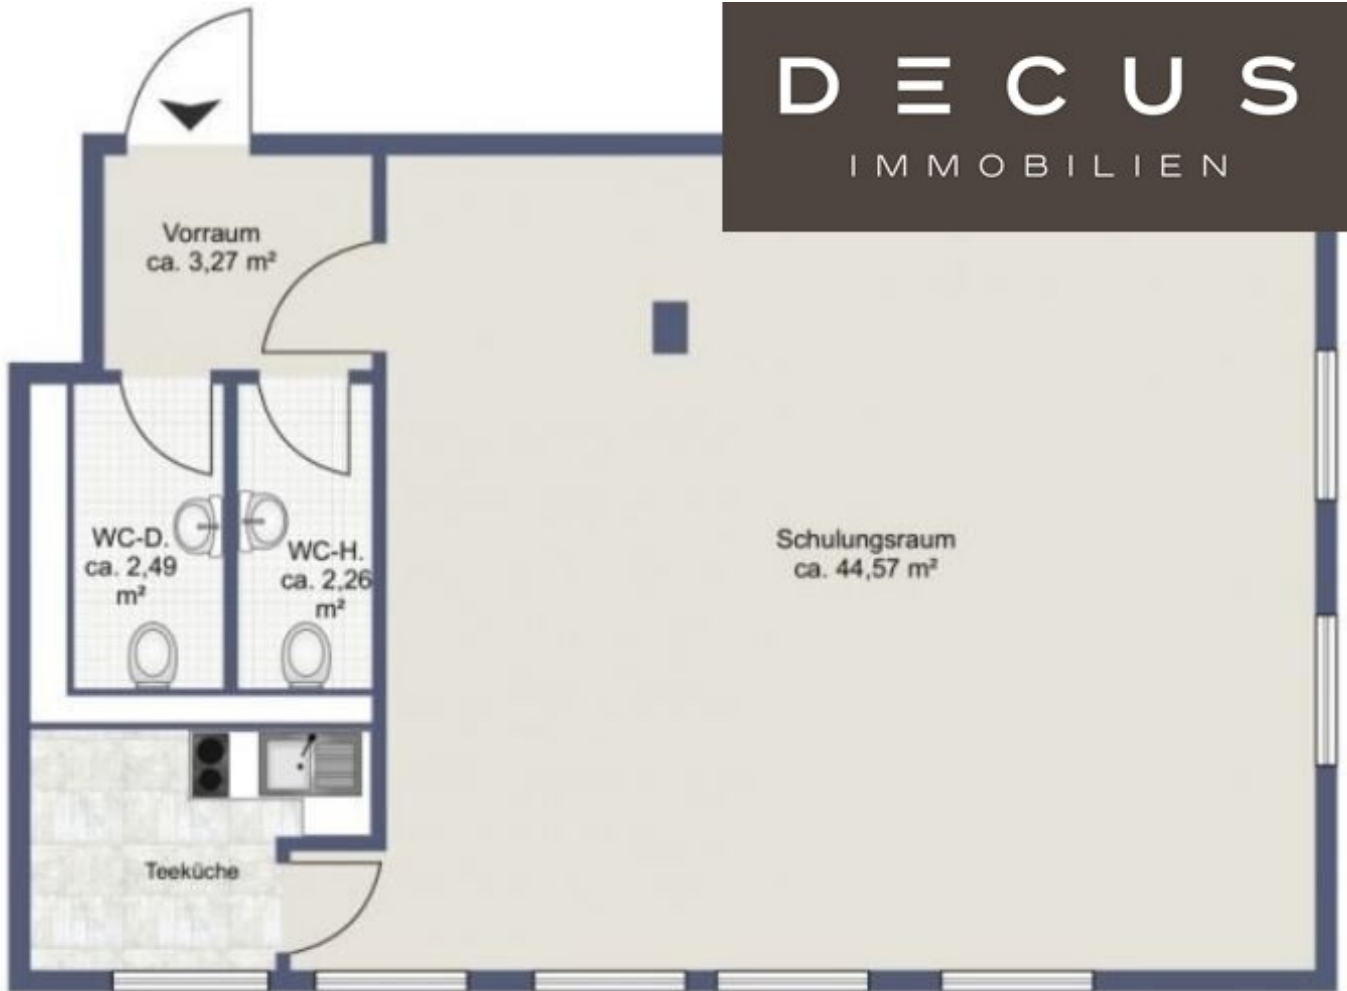 DECUS
IMMOBILIEN
Vorraum
ca. 3,27 m²
WC-D.
ca. 2,49
m²
WC-H.
ca. 2,26
m²
Schulungsraum
ca. 44,57 m²
Teeküche